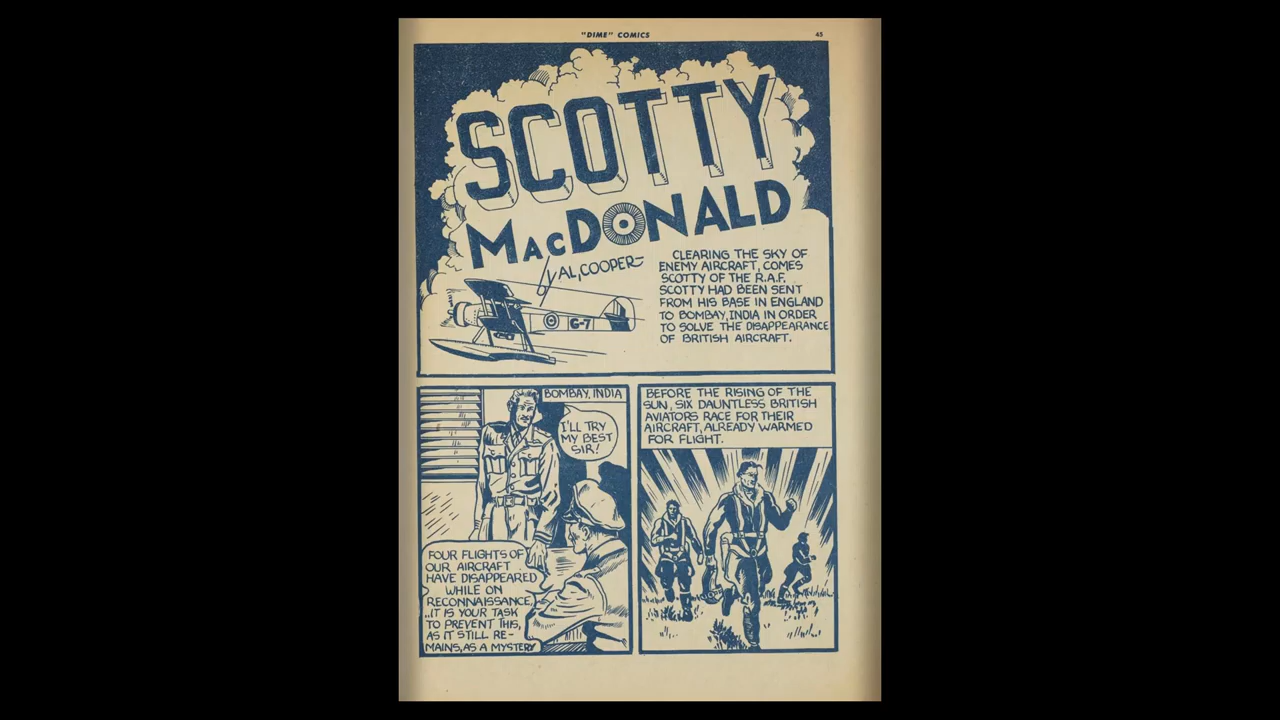 "DIME" COMICS
45
SCOTTY
MACDONALD
by AL, COOPER-
CLEARING THE SKY OF
ENEMY AIRCRAFT, COMES
SCOTTY OF THE R.A.F.
SCOTTY HAD BEEN SENT
FROM HIS BASE IN ENGLAND
TO BOMBAY, INDIA IN ORDER
TO SOLVE THE DISAPPEARANCE
OF BRITISH AIRCRAFT.
G-7
BOMBAY, INDIA
I'LL TRY
MY BEST
SIR!
FOUR FLIGHTS OF
OUR AIRCRAFT
HAVE DISAPPEARED
WHILE ON
RECONNAISSANCE,
..IT IS YOUR TASK
TO PREVENT THIS,
AS IT STILL RE-
MAINS, AS A MYSTERY
BEFORE THE RISING OF THE
SUN, SIX DAUNTLESS BRITISH
AVIATORS RACE FOR THEIR
AIRCRAFT, ALREADY WARMED
FOR FLIGHT.